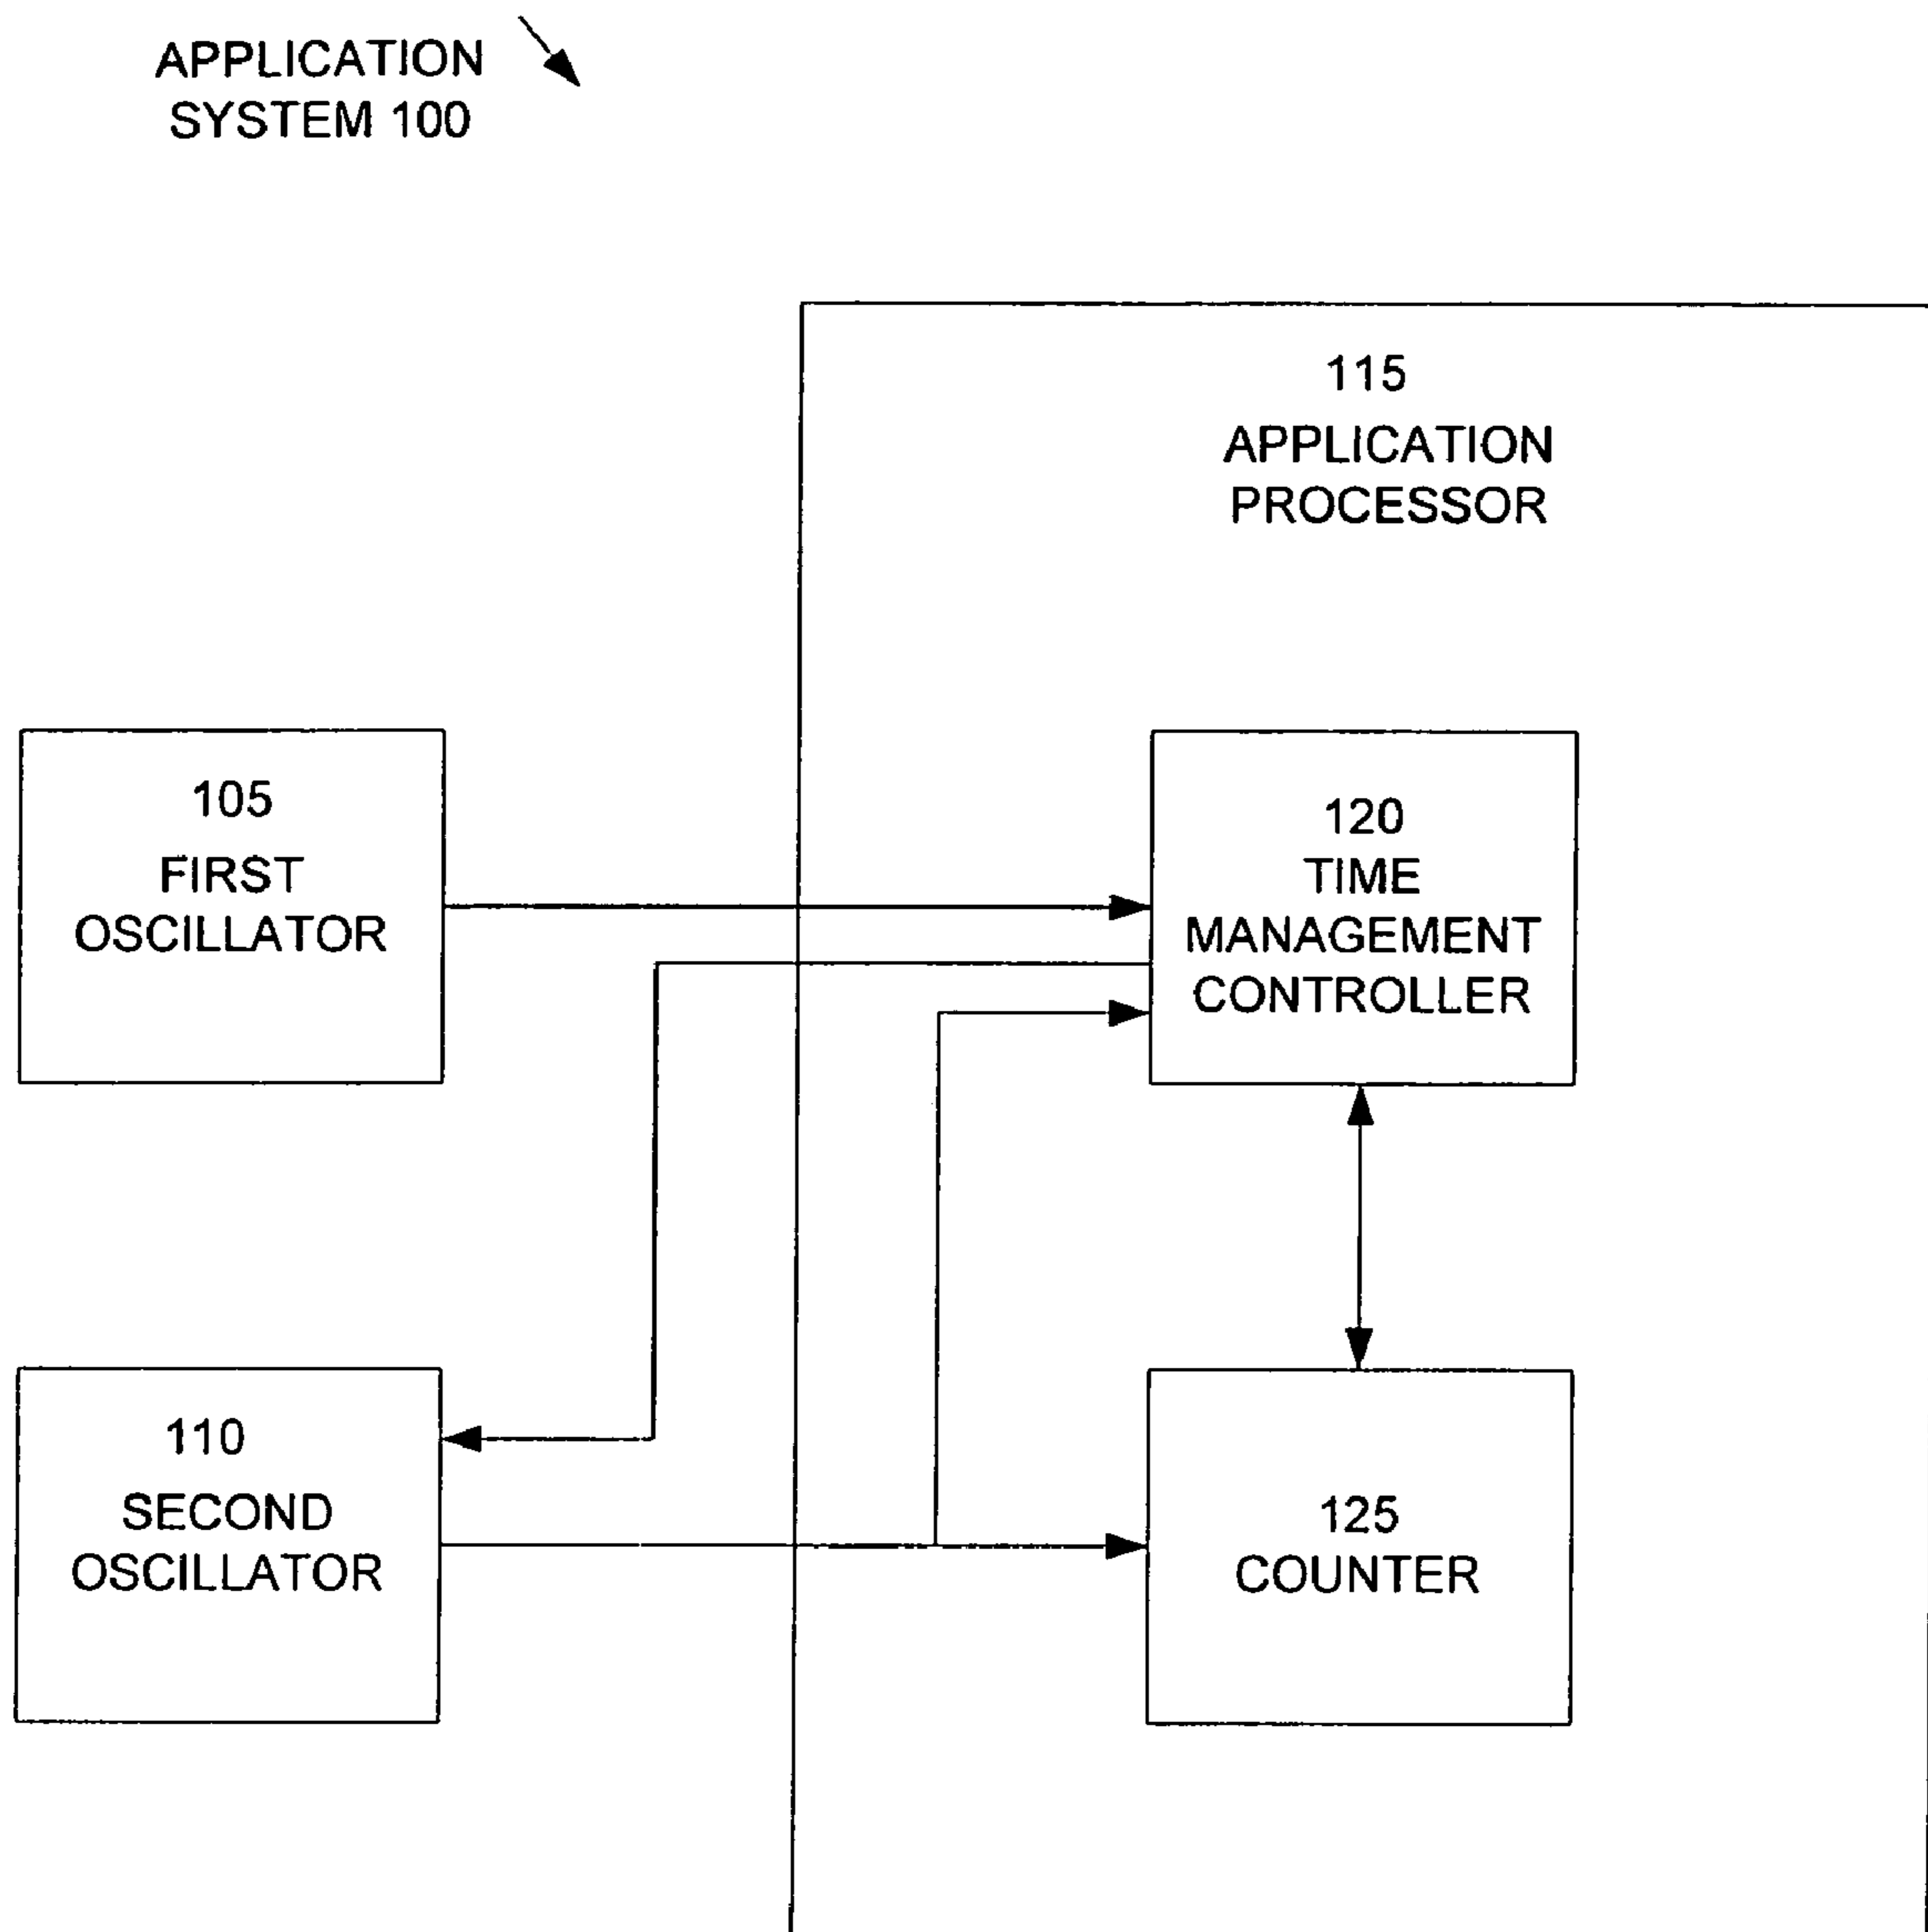 APPLICATION
SYSTEM 100
115
APPLICATION
PROCESSOR
105
FIRST
OSCILLATOR
120
TIME
MANAGEMENT
CONTROLLER
110
SECOND
OSCILLATOR
125
COUNTER